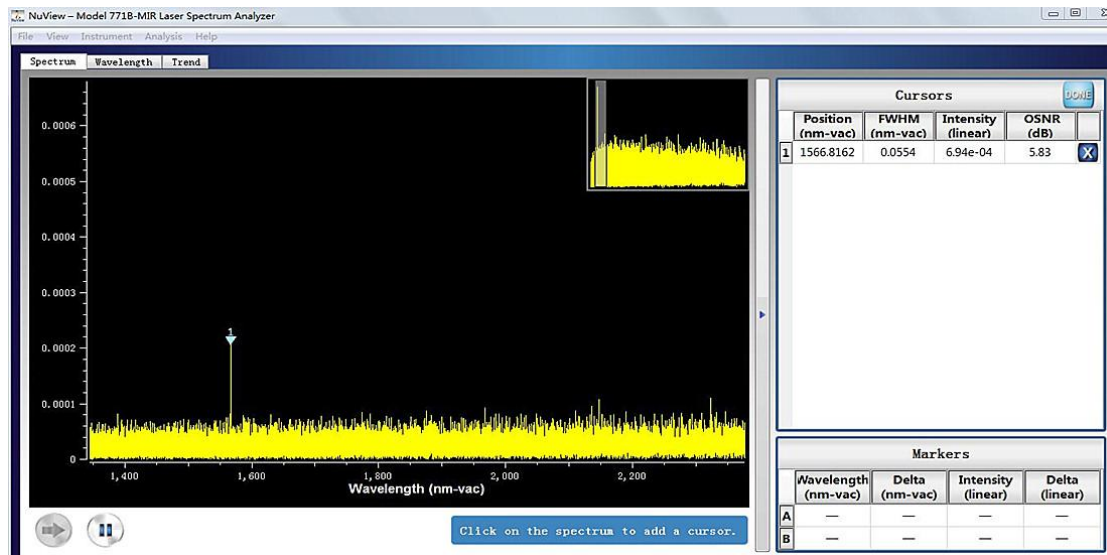 NuView – Model 771B-MIR Laser Spectrum Analyzer
File View Instrument Analysis Help
Spectrum Wavelength Trend
0.0006
0.0005
0.0004
0.0003
0.0002
0.0001
0
1
1,400 1,600 1,800 2,000 2,200
Wavelength (nm-vac)
Click on the spectrum to add a cursor.
Cursors DONE
Position (nm-vac) FWHM (nm-vac) Intensity (linear) OSNR (dB)
1 1566.8162 0.0554 6.94e-04 5.83 X
Markers
Wavelength (nm-vac) Delta (nm-vac) Intensity (linear) Delta (linear)
A — — — —
B — — — —